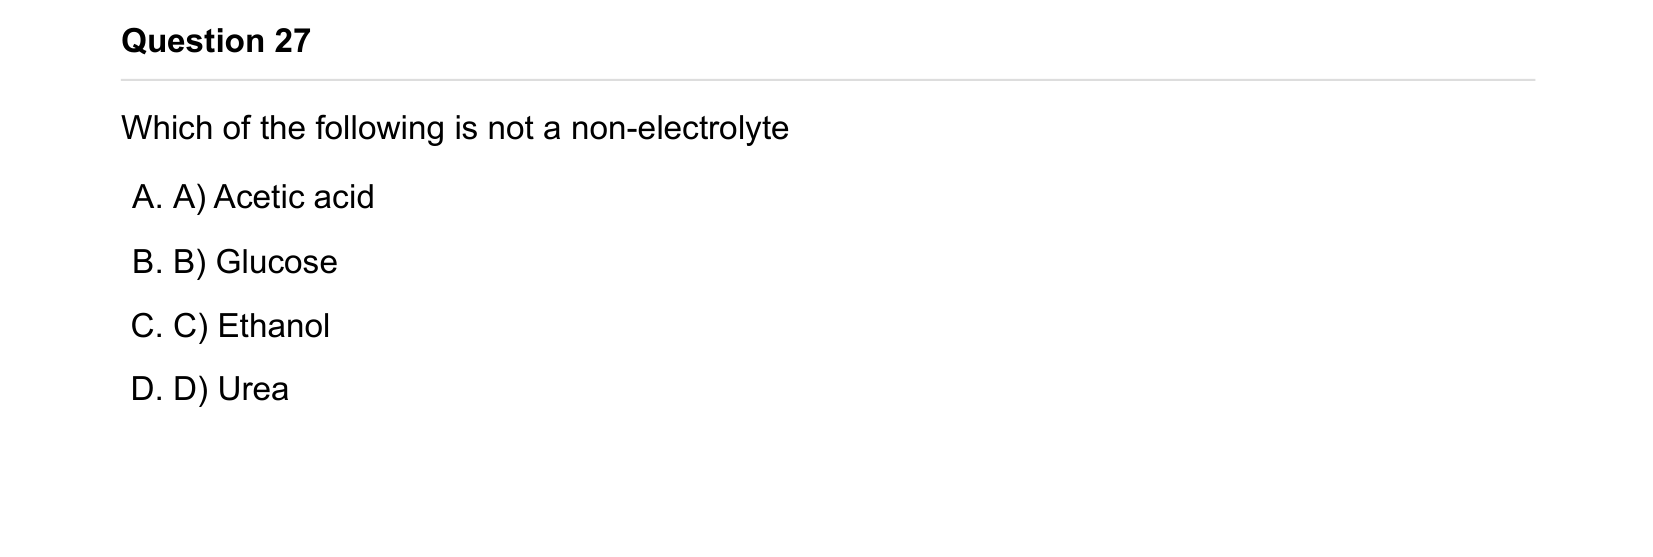 Question 27
Which of the following is not a non-electrolyte
A. A) Acetic acid
B. B) Glucose
C. C) Ethanol
D. D) Urea